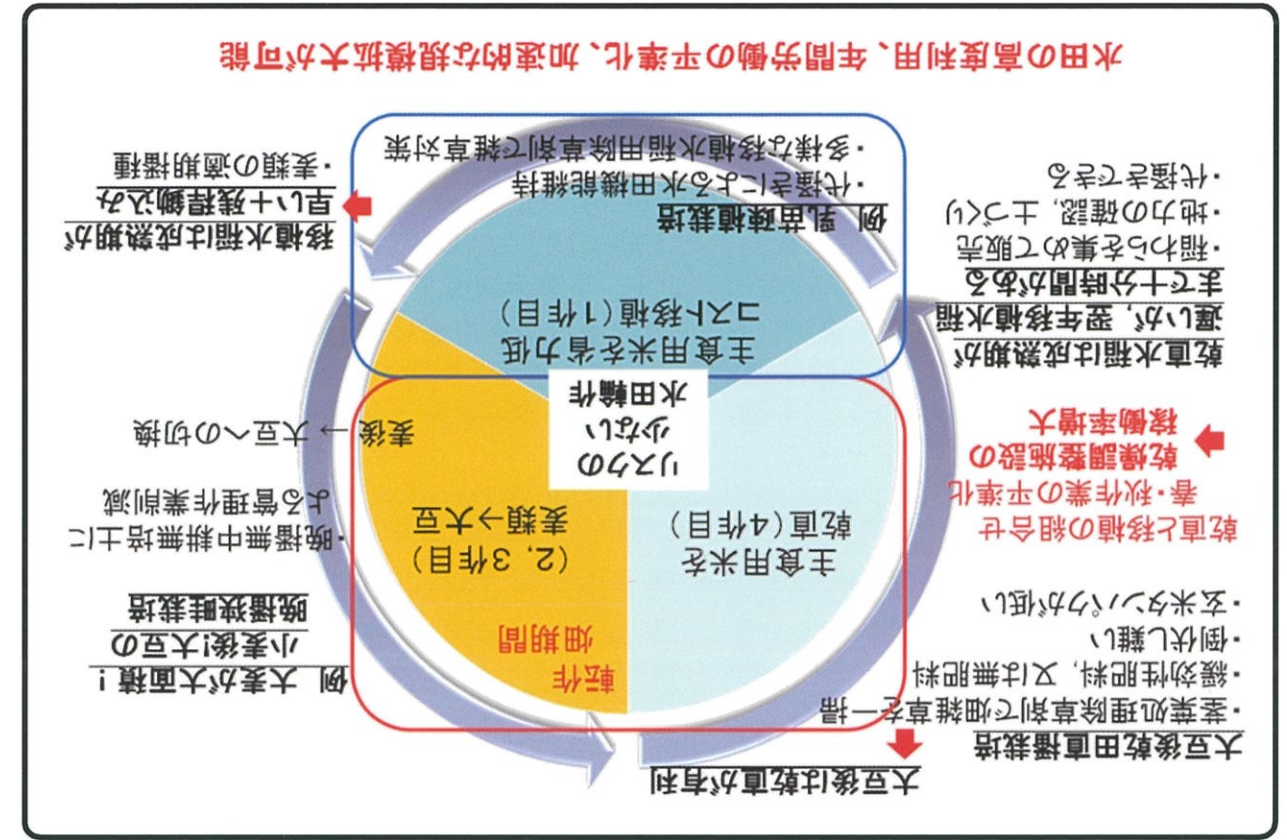 大豆後は乾直が有利
大豆後乾田直播栽培
・茎葉処理除草剤で畑雑草を一掃
・緩効性肥料，又は無肥料
・倒伏し難い
・玄米タンパクが低い
乾直と移植の組合せ
春・秋作業の平準化
乾燥調整施設の
稼働率増大
乾直水稲は成熟期が
遅いが，翌年移植水稲
まで十分時間がある
・稲わらを集めて販売
・地力の確認，土づくり
・代掻きできる
転作
畑期間
主食用米を
乾直（4作目）
（2，3作目）
麦類→大豆
リスクの
少ない
水田輪作
主食用米を省力低
コスト移植（1作目）
例 乳苗疎植栽培
・代掻きによる水田機能維持
・多様な移植水稲用除草剤で雑草対策
例 大麦が大面積！
小麦後!大豆の
晩播狭畦栽培
・晩播無中耕無培土に
よる管理作業削減
麦後 → 大豆への切換
移植水稲は成熟期が
早い＋残稈鋤込み
・麦類の適期播種
水田の高度利用、年間労働の平準化、加速的な規模拡大が可能